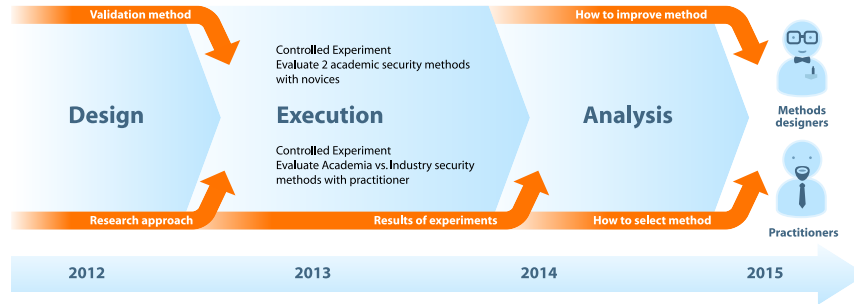 Validation method
How to improve method
Controlled Experiment
Evaluate 2 academic security methods
with novices
Design
Execution
Analysis
Methods
designers
Controlled Experiment
Evaluate Academia vs. Industry security
methods with practitioner
Research approach
Results of experiments
How to select method
Practitioners
2012
2013
2014
2015